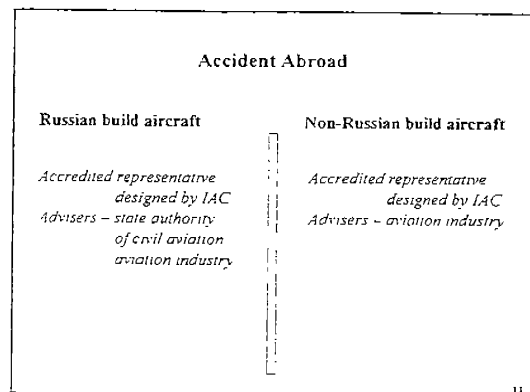 Accident Abroad
Russian build aircraft
Accredited representative
designed by IAC
Advisers – state authority
of civil aviation
aviation industry
Non-Russian build aircraft
Accredited representative
designed by IAC
Advisers – aviation industry